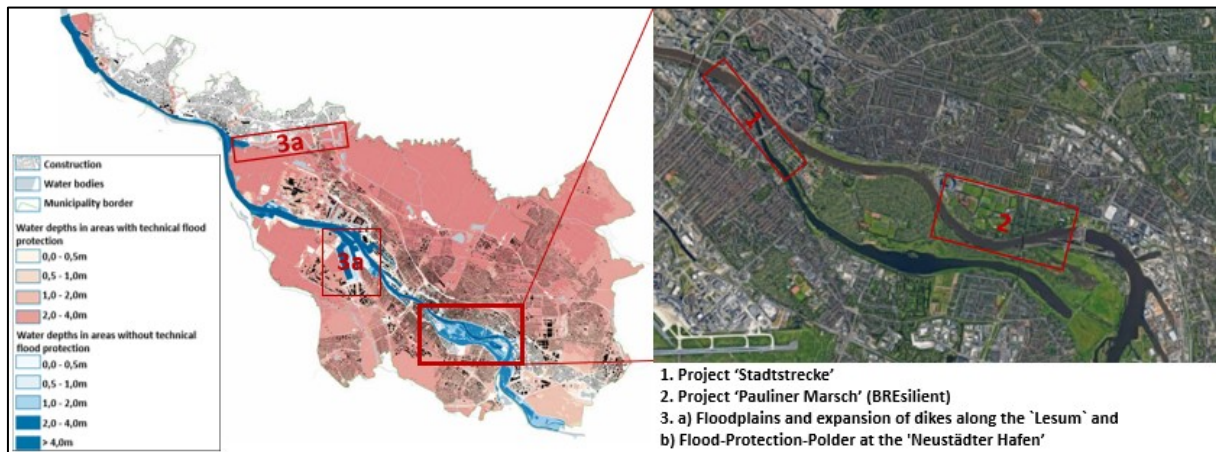 3a
3a
Construction
Water bodies
Municipality border
Water depths in areas with technical flood
protection
0,0 - 0,5m
0,5 - 1,0m
1,0 - 2,0m
2,0 - 4,0m
Water depths in areas without technical
flood protection
0,0 - 0,5m
0,5 - 1,0m
1,0 - 2,0m
2,0 - 4,0m
> 4,0m
1
2
1. Project ‘Stadtstrecke’
2. Project ‘Pauliner Marsch’ (BREsilient)
3. a) Floodplains and expansion of dikes along the `Lesum` and
b) Flood-Protection-Polder at the 'Neustädter Hafen’